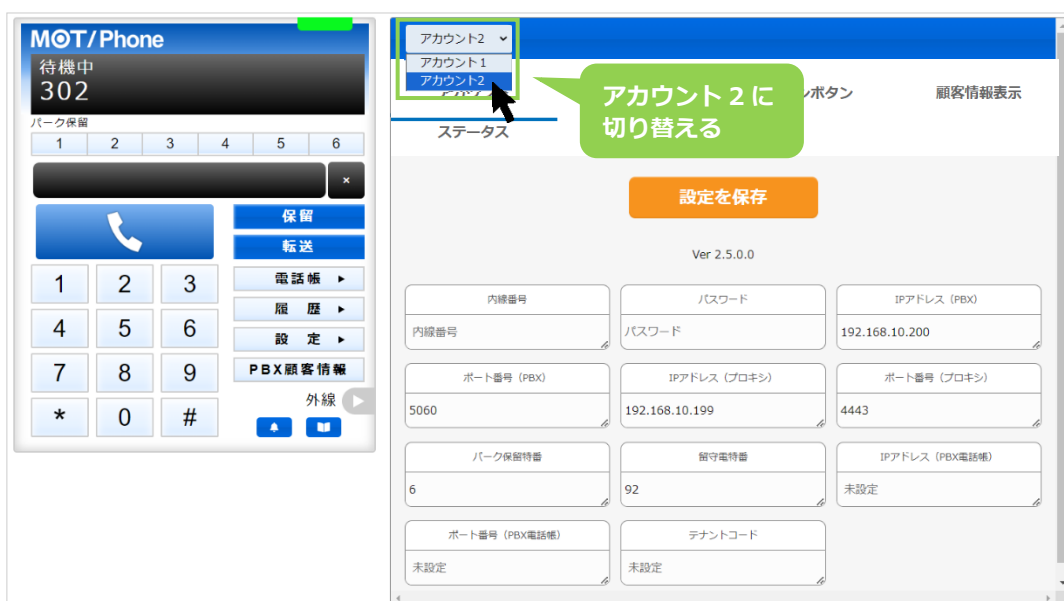 MOT/Phone
待機中
302
パーク保留
1 2 3 4 5 6
×
保留
転送
1 2 3
電話帳 ▶
履 歴 ▶
4 5 6
設 定 ▶
7 8 9
PBX顧客情報
外線
* 0 #
アカウント2
アカウント1
アカウント2
アカウント2に
切り替える
ボタン
顧客情報表示
ステータス
設定を保存
Ver 2.5.0.0
内線番号
内線番号
パスワード
パスワード
IPアドレス（PBX）
192.168.10.200
ポート番号（PBX）
5060
IPアドレス（プロキシ）
192.168.10.199
ポート番号（プロキシ）
4443
パーク保留特番
6
留守電特番
92
IPアドレス（PBX電話帳）
未設定
ポート番号（PBX電話帳）
未設定
テナントコード
未設定